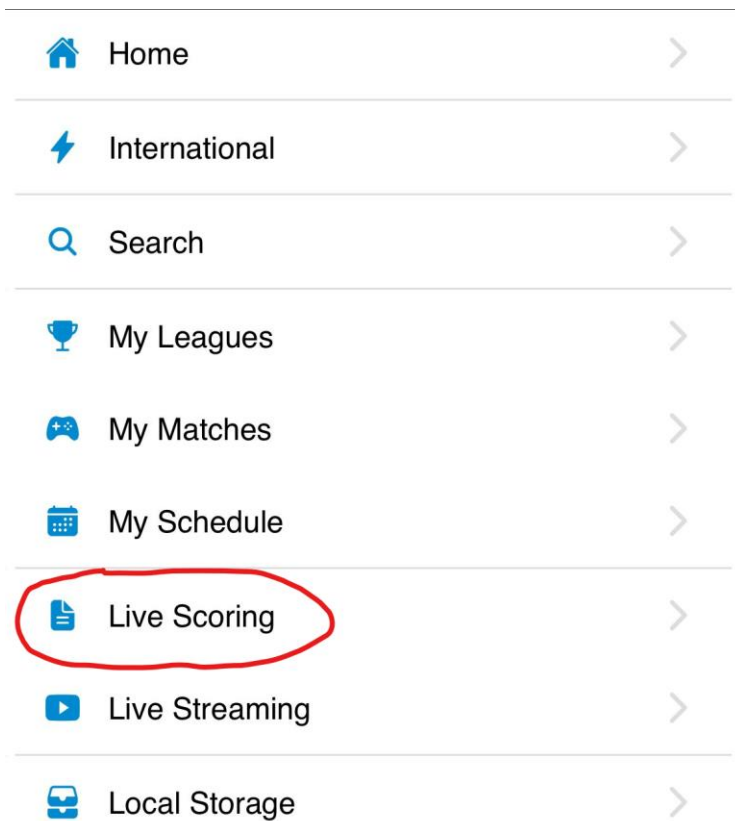 Home
International
Search
My Leagues
My Matches
My Schedule
Live Scoring
Live Streaming
Local Storage